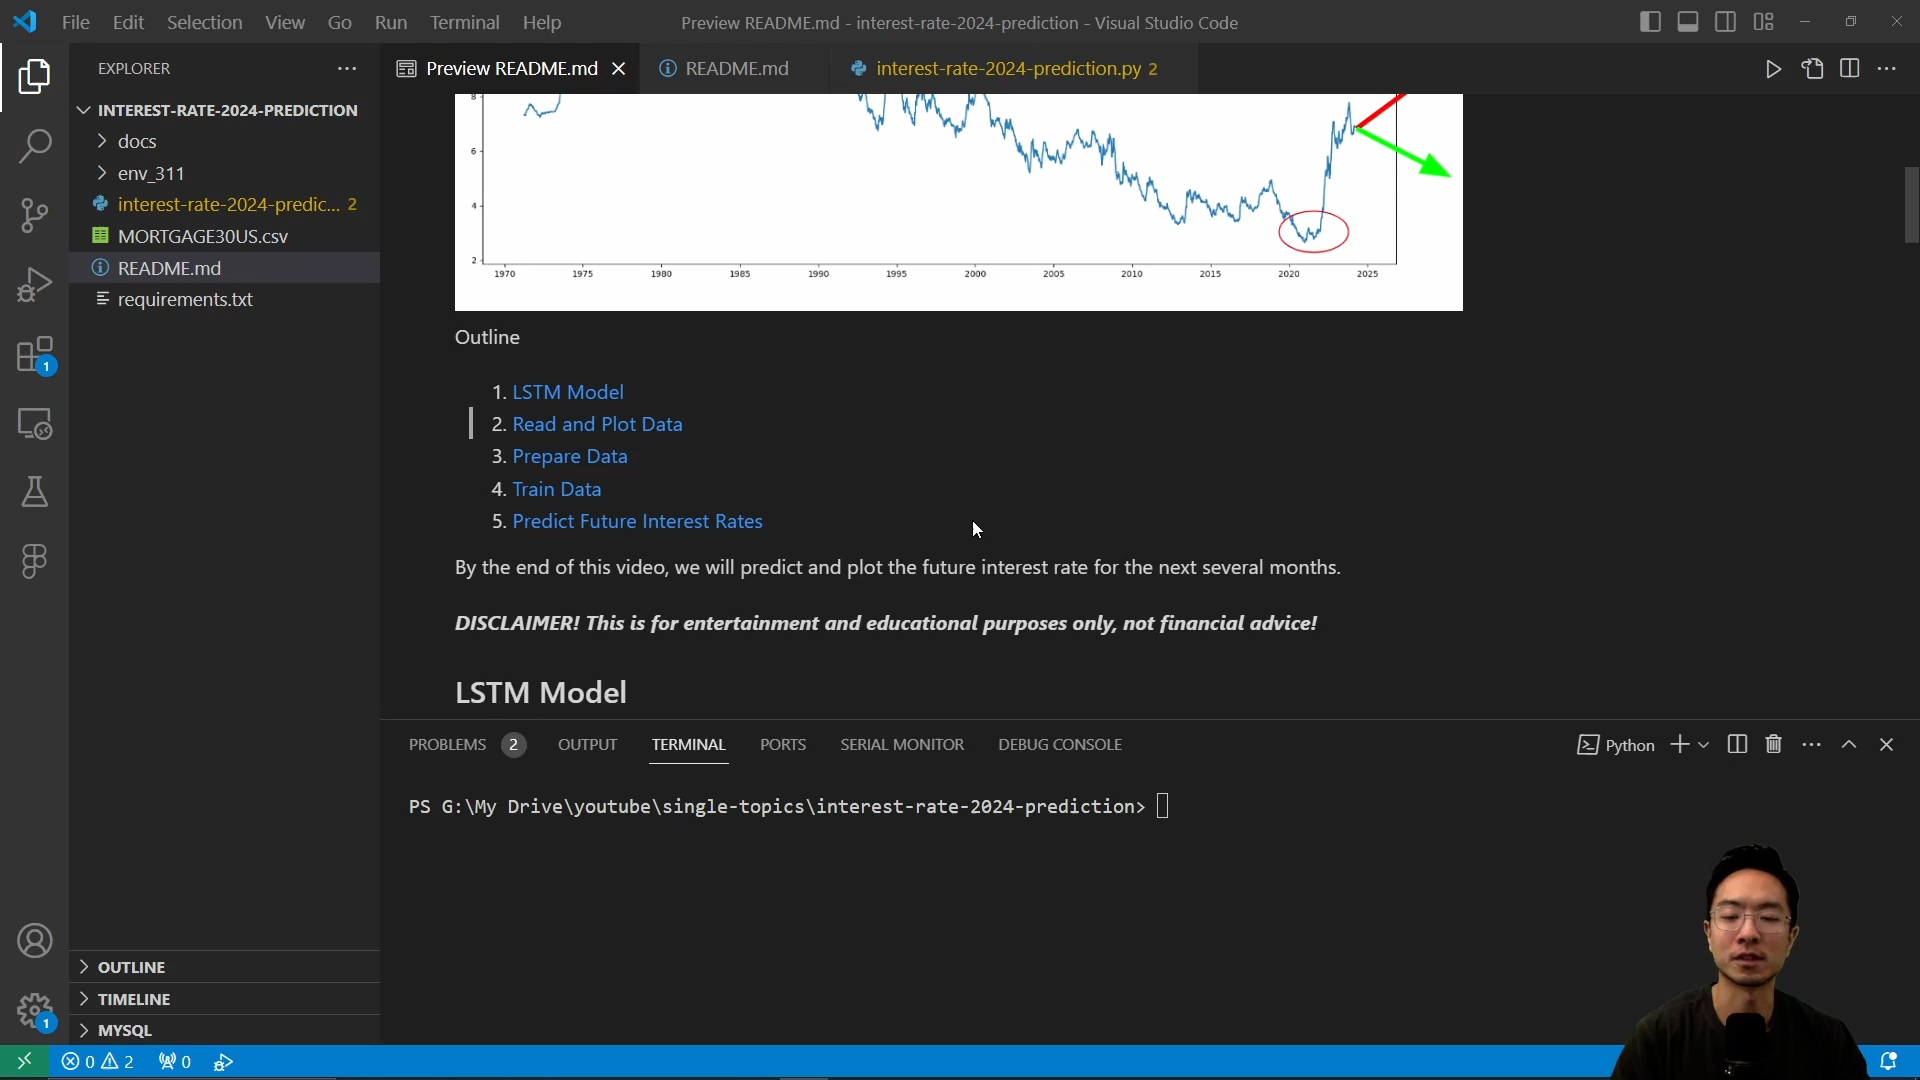 File Edit Selection View Go Run Terminal Help
Preview README.md - interest-rate-2024-prediction - Visual Studio Code
EXPLORER
Preview README.md
README.md
interest-rate-2024-prediction.py 2
INTEREST-RATE-2024-PREDICTION
docs
env_311
interest-rate-2024-predic... 2
MORTGAGE30US.csv
README.md
requirements.txt
8
6
4
2
1970 1975 1980 1985 1990 1995 2000 2005 2010 2015 2020 2025
Outline
1. LSTM Model
2. Read and Plot Data
3. Prepare Data
4. Train Data
5. Predict Future Interest Rates
By the end of this video, we will predict and plot the future interest rate for the next several months.
DISCLAIMER! This is for entertainment and educational purposes only, not financial advice!
LSTM Model
1
PROBLEMS 2 OUTPUT TERMINAL PORTS SERIAL MONITOR DEBUG CONSOLE
Python
PS G:\My Drive\youtube\single-topics\interest-rate-2024-prediction>
OUTLINE
TIMELINE
MYSQL
1
0 2 0